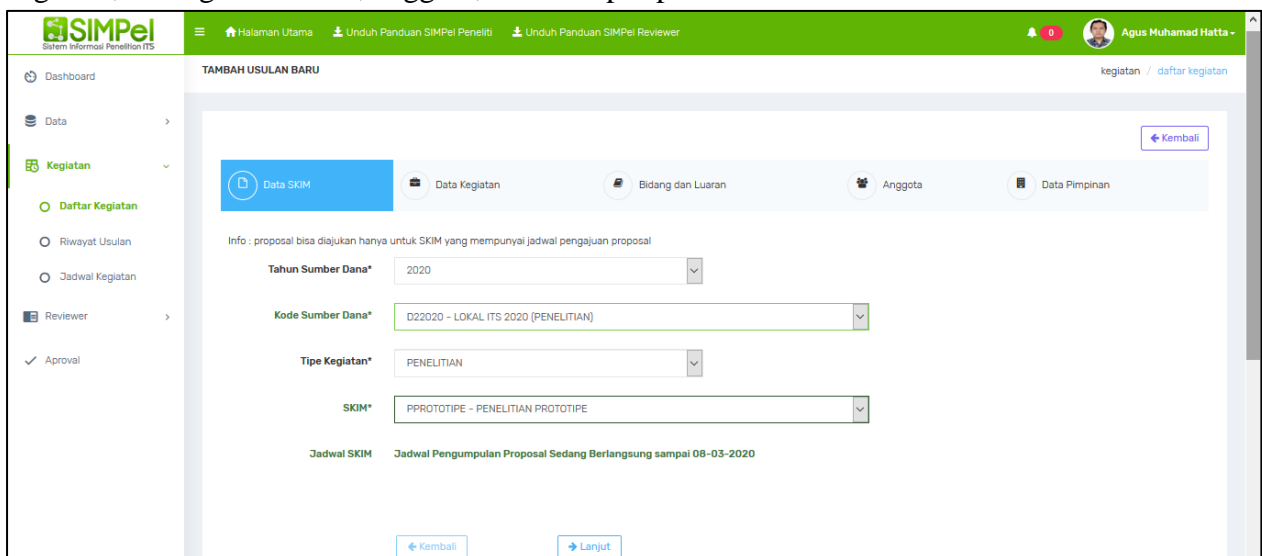 SIMPel
Sistem Informasi Penelitian ITS
Halaman Utama Unduh Panduan SIMPel Peneliti Unduh Panduan SIMPel Reviewer 0 Agus Muhamad Hatta
Dashboard
Data
Kegiatan
Daftar Kegiatan
Riwayat Usulan
Jadwal Kegiatan
Reviewer
Aproval
TAMBAH USULAN BARU kegiatan / daftar kegiatan
Kembali
Data SKIM Data Kegiatan Bidang dan Luaran Anggota Data Pimpinan
Info : proposal bisa diajukan hanya untuk SKIM yang mempunyai jadwal pengajuan proposal
Tahun Sumber Dana* 2020
Kode Sumber Dana* D22020 - LOKAL ITS 2020 (PENELITIAN)
Tipe Kegiatan* PENELITIAN
SKIM* PPROTOTIPE - PENELITIAN PROTOTIPE
Jadwal SKIM Jadwal Pengumpulan Proposal Sedang Berlangsung sampai 08-03-2020
Kembali Lanjut